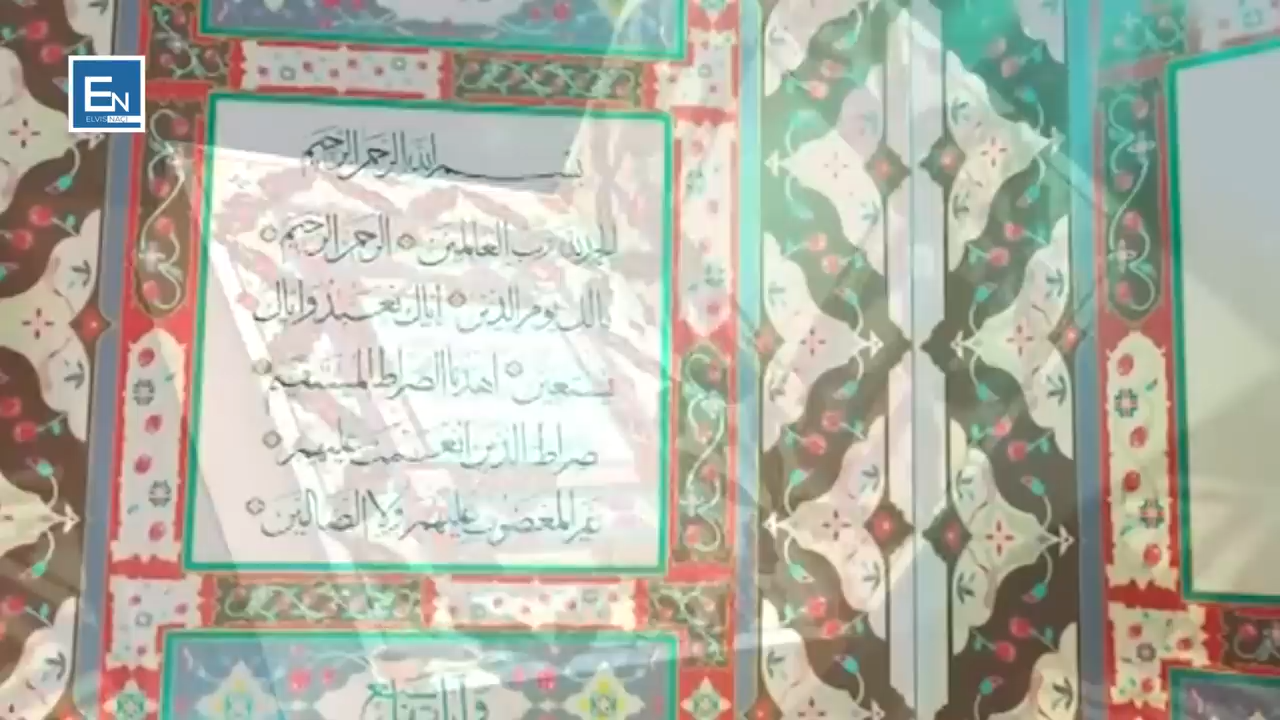 EN
ELVIS NAÇI
بسم الله الرحمن الرحيم
الحمد لله رب العالمين الرحمن الرحيم
مالك يوم الدين اياك نعبد واياك
نستعين اهدنا الصراط المستقيم
صراط الذين انعمت عليهم
غير المغضوب عليهم ولا الضالين